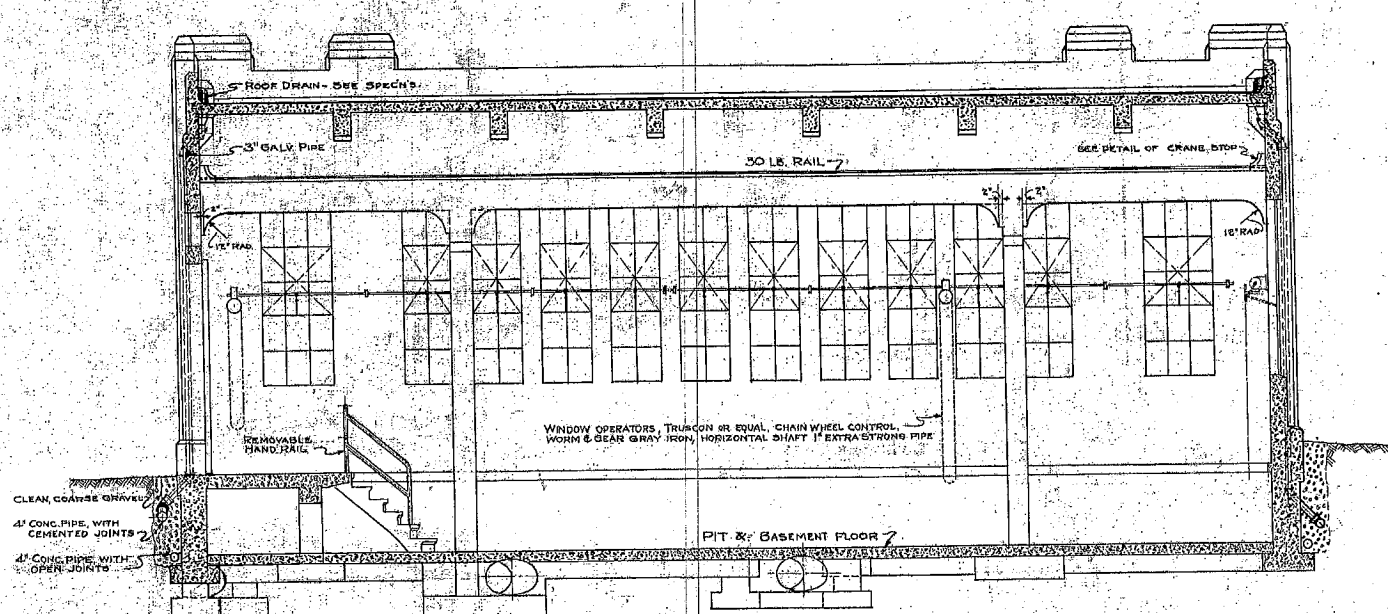 ROOF DRAIN - SEE SPECN'S.
3" GALV. PIPE
30 LB. RAIL
SEE DETAIL OF CRANE STOP
2"
2"
2"
12" RAD.
12" RAD.
WINDOW OPERATORS, TRUSCON OR EQUAL, CHAIN WHEEL CONTROL,
WORM & GEAR GRAY IRON, HORIZONTAL SHAFT 1" EXTRA STRONG PIPE
REMOVABLE
HAND RAIL
CLEAN, COARSE GRAVEL
4" CONC. PIPE, WITH
CEMENTED JOINTS
4" CONC. PIPE WITH
OPEN JOINTS
PIT & BASEMENT FLOOR